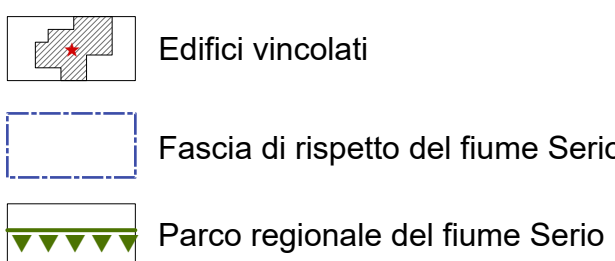 Edifici vincolati
Fascia di rispetto del fiume Serio
Parco regionale del fiume Serio